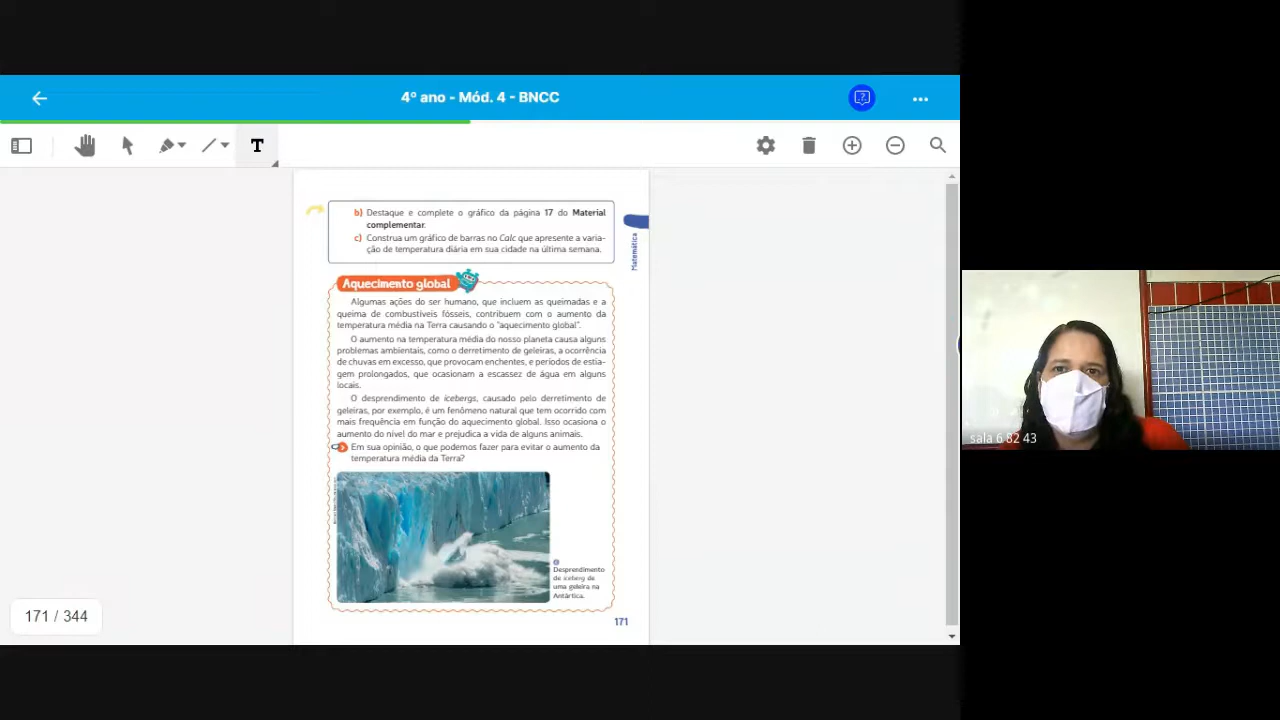 4º ano - Mód. 4 - BNCC
T
b) Destaque e complete o gráfico da página 17 do Material
complementar.
c) Construa um gráfico de barras no Calc que apresente a varia-
ção de temperatura diária em sua cidade na última semana.
Matemática
Aquecimento global
Algumas ações do ser humano, que incluem as queimadas e a
queima de combustíveis fósseis, contribuem com o aumento da
temperatura média na Terra causando o "aquecimento global".
O aumento na temperatura média do nosso planeta causa alguns
problemas ambientais, como o derretimento de geleiras, a ocorrência
de chuvas em excesso, que provocam enchentes, e períodos de estia-
gem prolongados, que ocasionam a escassez de água em alguns
locais.
O desprendimento de icebergs, causado pelo derretimento de
geleiras, por exemplo, é um fenômeno natural que tem ocorrido com
mais frequência em função do aquecimento global. Isso ocasiona o
aumento do nível do mar e prejudica a vida de alguns animais.
Em sua opinião, o que podemos fazer para evitar o aumento da
temperatura média da Terra?
Desprendimento
de iceberg de
uma geleira na
Antártica.
171
171 / 344
sala 6 82 43